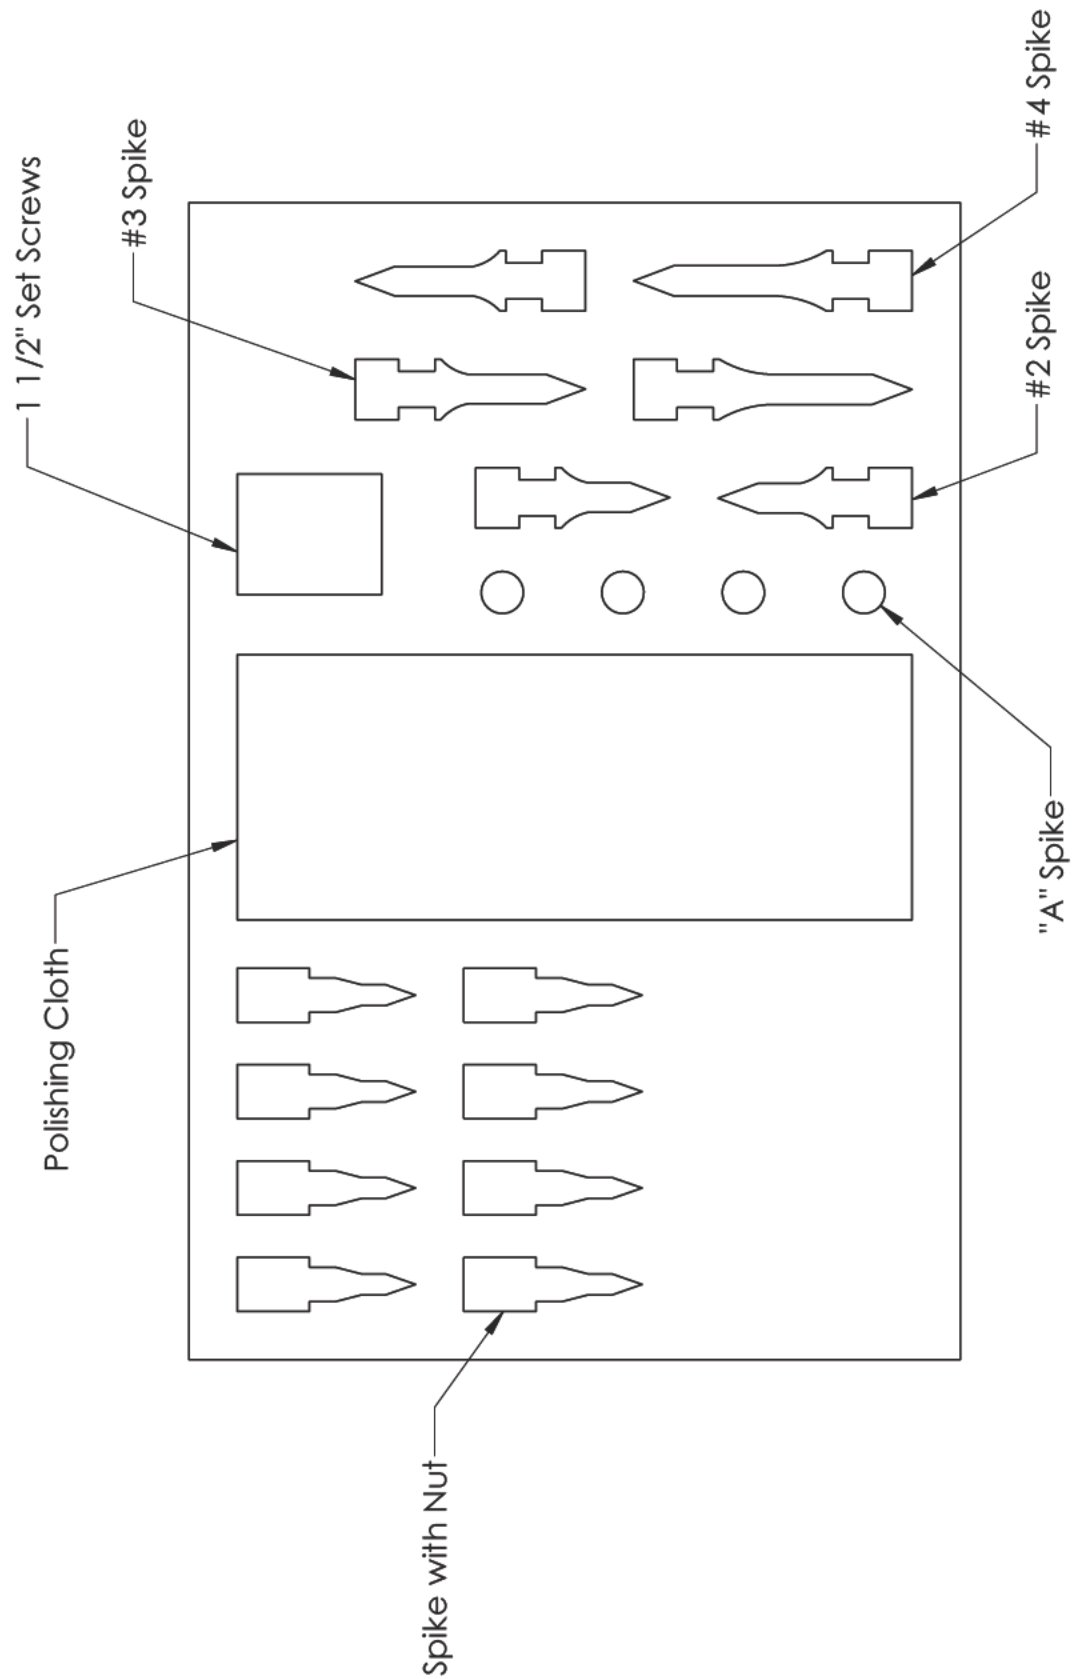 Spike with Nut
Polishing Cloth
1 1/2" Set Screws
#3 Spike
"A" Spike
#2 Spike
#4 Spike